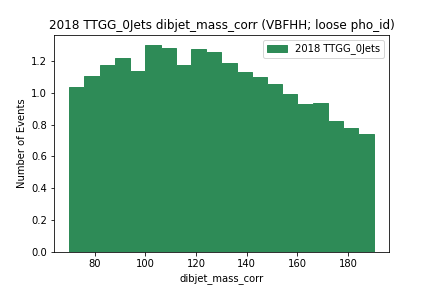 2018 TTGG_0Jets dibjet_mass_corr (VBFHH; loose pho_id)
2018 TTGG_0Jets
Number of Events
1.2
1.0
0.8
0.6
0.4
0.2
0.0
80 100 120 140 160 180
dibjet_mass_corr